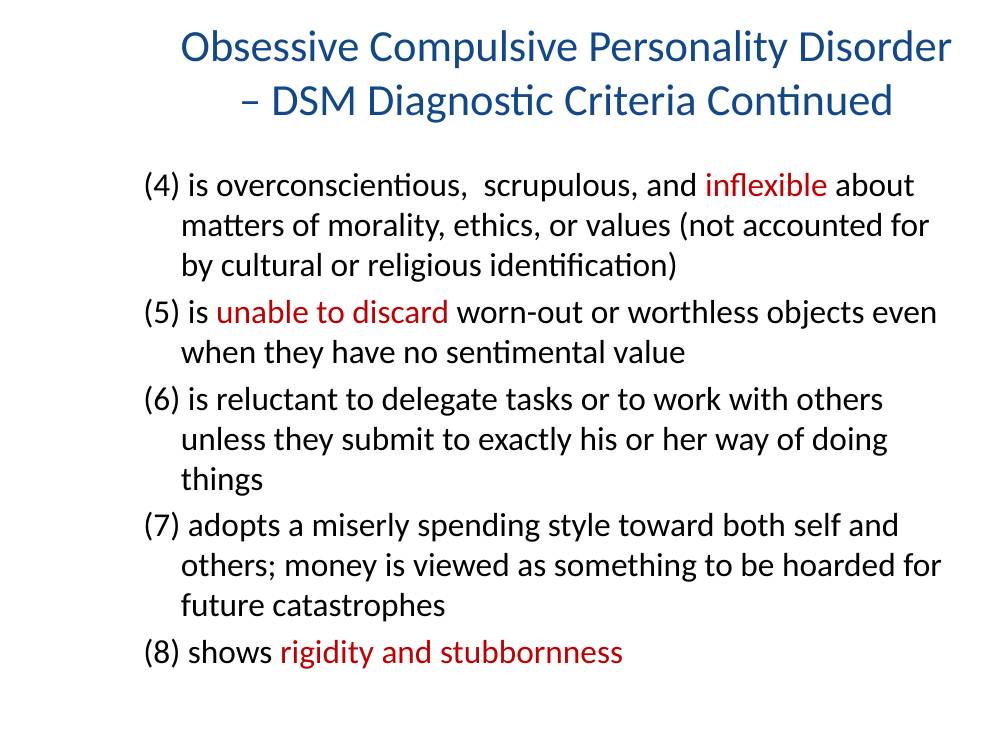 Obsessive Compulsive Personality Disorder
– DSM Diagnostic Criteria Continued
(4) is overconscientious,  scrupulous, and inflexible about
matters of morality, ethics, or values (not accounted for
by cultural or religious identification)
(5) is unable to discard worn-out or worthless objects even
when they have no sentimental value
(6) is reluctant to delegate tasks or to work with others
unless they submit to exactly his or her way of doing
things
(7) adopts a miserly spending style toward both self and
others; money is viewed as something to be hoarded for
future catastrophes
(8) shows rigidity and stubbornness